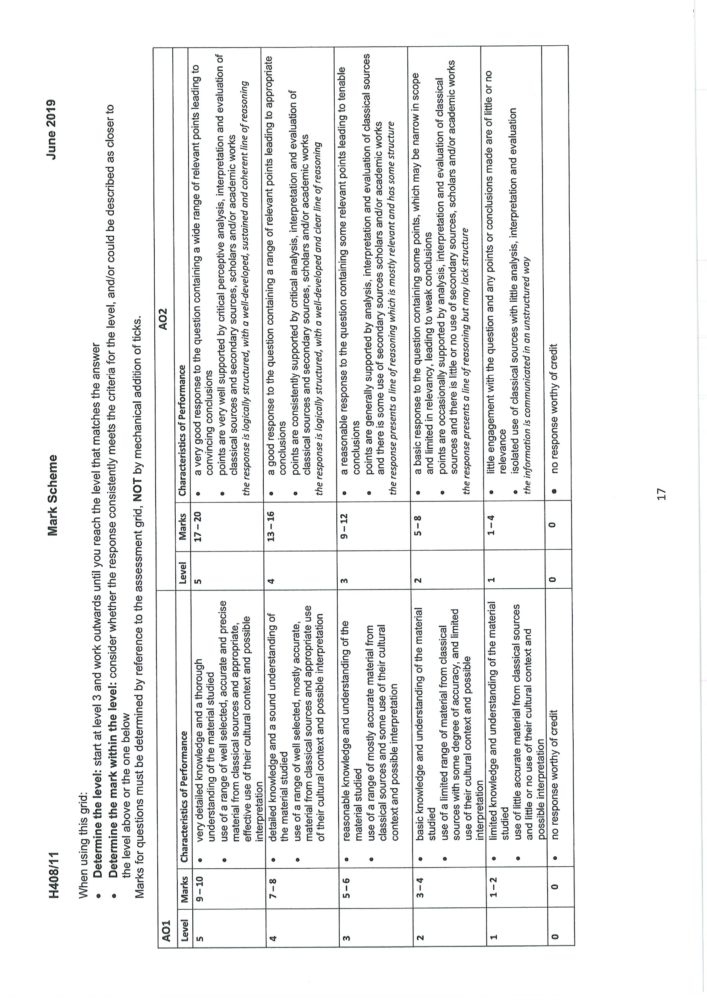 H408/11 Mark Scheme June 2019
When using this grid:
• Determine the level: start at level 3 and work outwards until you reach the level that matches the answer
• Determine the mark within the level: consider whether the response consistently meets the criteria for the level, and/or could be described as closer to
the level above or the one below
Marks for questions must be determined by reference to the assessment grid, NOT by mechanical addition of ticks.
AO1
Level Marks Characteristics of Performance
5 9 – 10 • very detailed knowledge and a thorough
understanding of the material studied
• use of a range of well selected, accurate and precise
material from classical sources and appropriate,
effective use of their cultural context and possible
interpretation
4 7 – 8 • detailed knowledge and a sound understanding of
the material studied
• use of a range of well selected, mostly accurate,
material from classical sources and appropriate use
of their cultural context and possible interpretation
3 5 – 6 • reasonable knowledge and understanding of the
material studied
• use of a range of mostly accurate material from
classical sources and some use of their cultural
context and possible interpretation
2 3 – 4 • basic knowledge and understanding of the material
studied
• use of a limited range of material from classical
sources with some degree of accuracy, and limited
use of their cultural context and possible
interpretation
1 1 – 2 • limited knowledge and understanding of the material
studied
• use of little accurate material from classical sources
and little or no use of their cultural context and
possible interpretation
0 0 • no response worthy of credit
AO2
Level Marks Characteristics of Performance
5 17 – 20 • a very good response to the question containing a wide range of relevant points leading to
convincing conclusions
• points are very well supported by critical perceptive analysis, interpretation and evaluation of
classical sources and secondary sources, scholars and/or academic works
the response is logically structured, with a well-developed, sustained and coherent line of reasoning
4 13 – 16 • a good response to the question containing a range of relevant points leading to appropriate
conclusions
• points are consistently supported by critical analysis, interpretation and evaluation of
classical sources and secondary sources, scholars and/or academic works
the response is logically structured, with a well-developed and clear line of reasoning
3 9 – 12 • a reasonable response to the question containing some relevant points leading to tenable
conclusions
• points are generally supported by analysis, interpretation and evaluation of classical sources
and there is some use of secondary sources scholars and/or academic works
the response presents a line of reasoning which is mostly relevant and has some structure
2 5 – 8 • a basic response to the question containing some points, which may be narrow in scope
and limited in relevancy, leading to weak conclusions
• points are occasionally supported by analysis, interpretation and evaluation of classical
sources and there is little or no use of secondary sources, scholars and/or academic works
the response presents a line of reasoning but may lack structure
1 1 – 4 • little engagement with the question and any points or conclusions made are of little or no
relevance
• isolated use of classical sources with little analysis, interpretation and evaluation
the information is communicated in an unstructured way
0 0 • no response worthy of credit
17